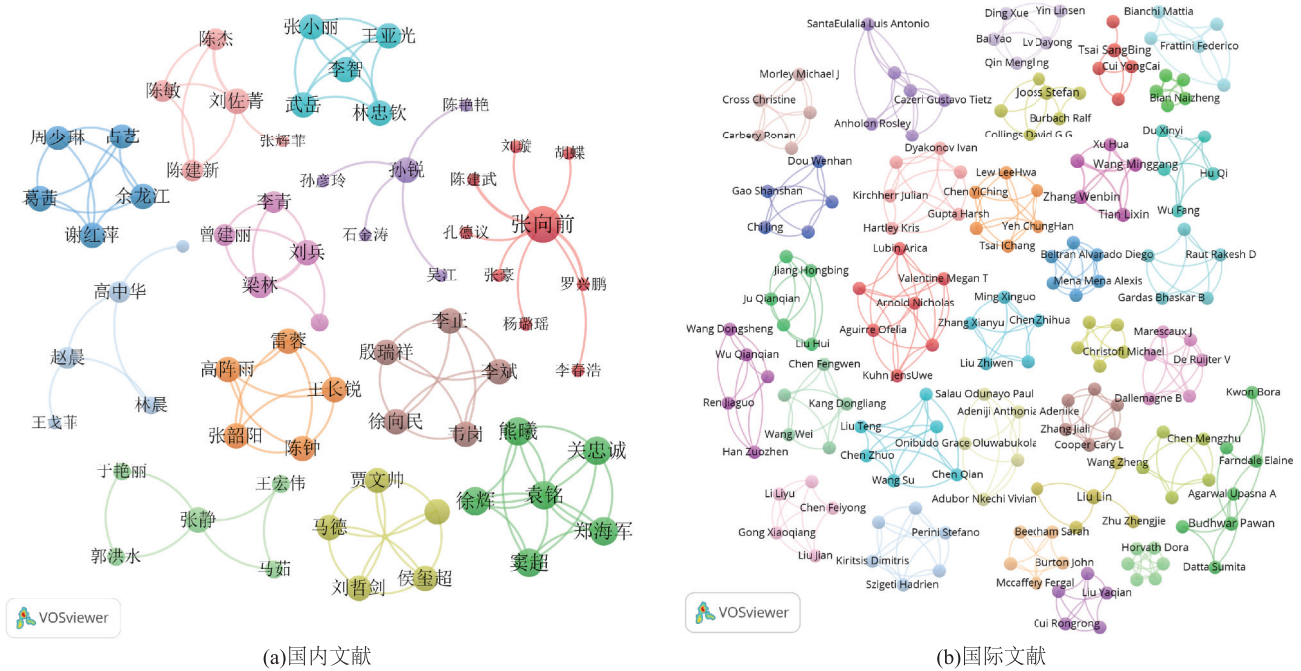 张小丽
王亚光
李智
武岳
林忠钦
陈杰
陈敏
刘佐菁
张辉菲
陈建新
陈艳艳
孙锐
孙彦玲
石金涛
吴江
周少琳
占艺
葛茜
余龙江
谢红萍
李青
曾建丽
刘兵
梁林
刘璇
胡蝶
陈建武
张向前
孔德议
张豪
罗兴鹏
杨璐瑶
李春浩
高中华
赵晨
林晨
王戈菲
雷蓉
高阵雨
王长锐
张韶阳
陈钟
李正
殷瑞祥
李斌
徐向民
韦岗
于艳丽
王宏伟
张静
郭洪水
马茹
贾文帅
马德
刘哲剑
侯玺超
熊曦
关忠诚
徐辉
袁铭
郑海军
窦超
VOSviewer
(a)国内文献
SantaEulalia Luis Antonio
Cazeri Gustavo Tietz
Anholon Rosley
Ding Xue
Yin Linsen
Bai Yao
Lv Dayong
Qin MengIng
Tsai SangBing
Cui YongCai
Bianchi Mattia
Frattini Federico
Bian Naizheng
Morley Michael J
Cross Christine
Carbery Ronan
Jooss Stefan
Burbach Ralf
Collings David G G
Dou Wenhan
Gao Shanshan
Chi Jing
Dyakonov Ivan
Kirchherr Julian
Gupta Harsh
Hartley Kris
Lew LeeHwa
Chen YiChing
Yeh ChungHan
Tsai IChang
Xu Hua
Wang Minggang
Zhang Wenbin
Tian Lixin
Du Xinyi
Hu Qi
Wu Fang
Jiang Hongbing
Ju Qianqian
Liu Hui
Lubin Arica
Valentine Megan T
Arnold Nicholas
Aguirre Ofelia
Kuhn JensUwe
Beltran Alvarado Diego
Mena Mena Alexis
Raut Rakesh D
Gardas Bhaskar B
Ming Xinguo
Zhang Xianyu
Chen Zhihua
Liu Zhiwen
Christofi Michael
Marescaux J
De Ruijter V
Dallemagne B
Wang Dongsheng
Wu Qianqian
Ren Jiaguo
Han Zuozhen
Chen Fengwen
Kang Dongliang
Wang Wei
Salau Odunayo Paul
Adeniji Anthonia Adenike
Onibudo Grace Oluwabukola
Adubor Nkechi Vivian
Liu Teng
Chen Zhuo
Chen Qian
Wang Su
Zhang Jiali
Cooper Cary L
Kwon Bora
Chen Mengzhu
Farndale Elaine
Agarwal Upasna A
Budhwar Pawan
Datta Sumita
Wang Zheng
Liu Lin
Zhu Zhengjie
Li Liyu
Chen Feiyong
Gong Xiaoqiang
Liu Jian
Perini Stefano
Kiritsis Dimitris
Szigeti Hadrien
Beecham Sarah
Burton John
Mccaffery Fergal
Horvath Dora
Liu Yaqian
Cui Rongrong
VOSviewer
(b)国际文献